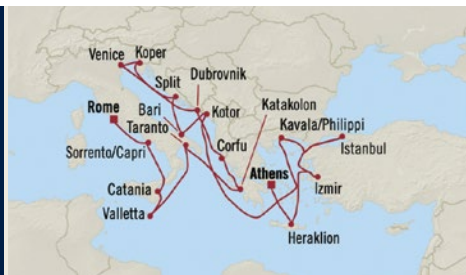 Venice
Koper
Split
Dubrovnik
Rome
Bari
Kotor
Katakolon
Taranto
Kavala/Philippi
Istanbul
Sorrento/Capri
Corfu
Athens
Catania
Izmir
Valletta
Heraklion